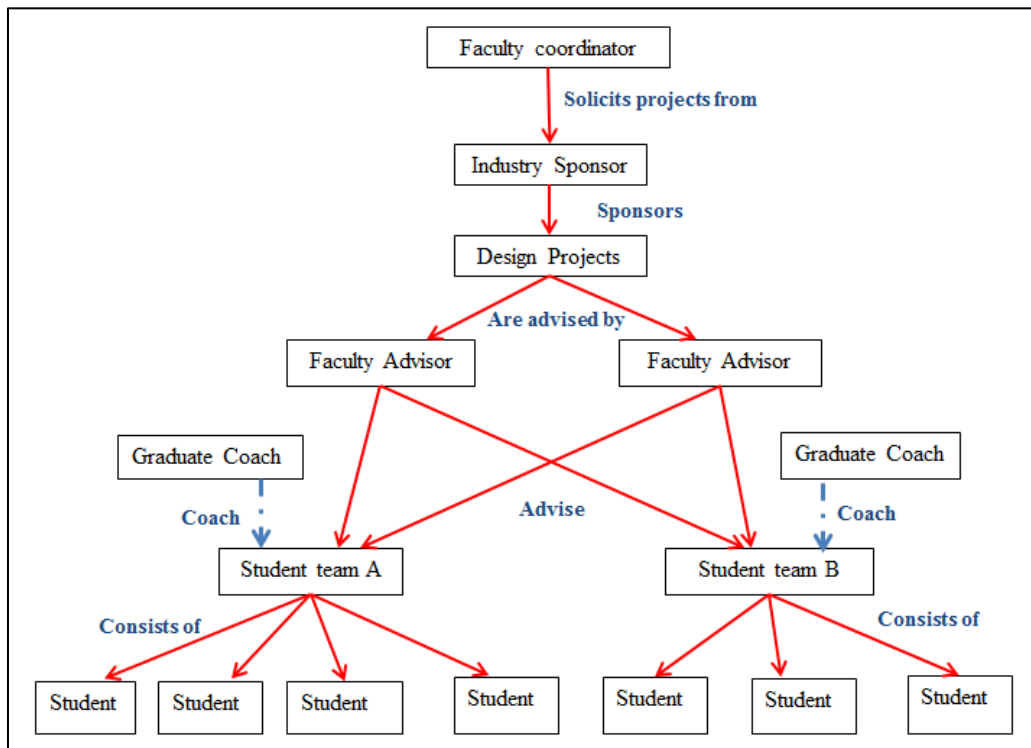 Faculty coordinator
Solicits projects from
Industry Sponsor
Sponsors
Design Projects
Are advised by
Faculty Advisor
Faculty Advisor
Graduate Coach
Graduate Coach
Coach
Advise
Coach
Student team A
Student team B
Consists of
Consists of
Student
Student
Student
Student
Student
Student
Student